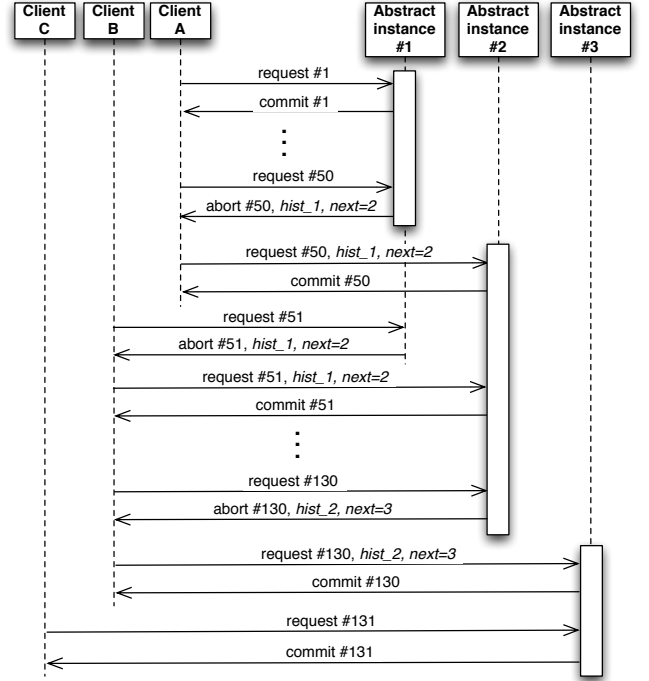 Client C
Client B
Client A
Abstract instance #1
Abstract instance #2
Abstract instance #3
request #1
commit #1
request #50
abort #50, hist_1, next=2
request #50, hist_1, next=2
commit #50
request #51
abort #51, hist_1, next=2
request #51, hist_1, next=2
commit #51
request #130
abort #130, hist_2, next=3
request #130, hist_2, next=3
commit #130
request #131
commit #131